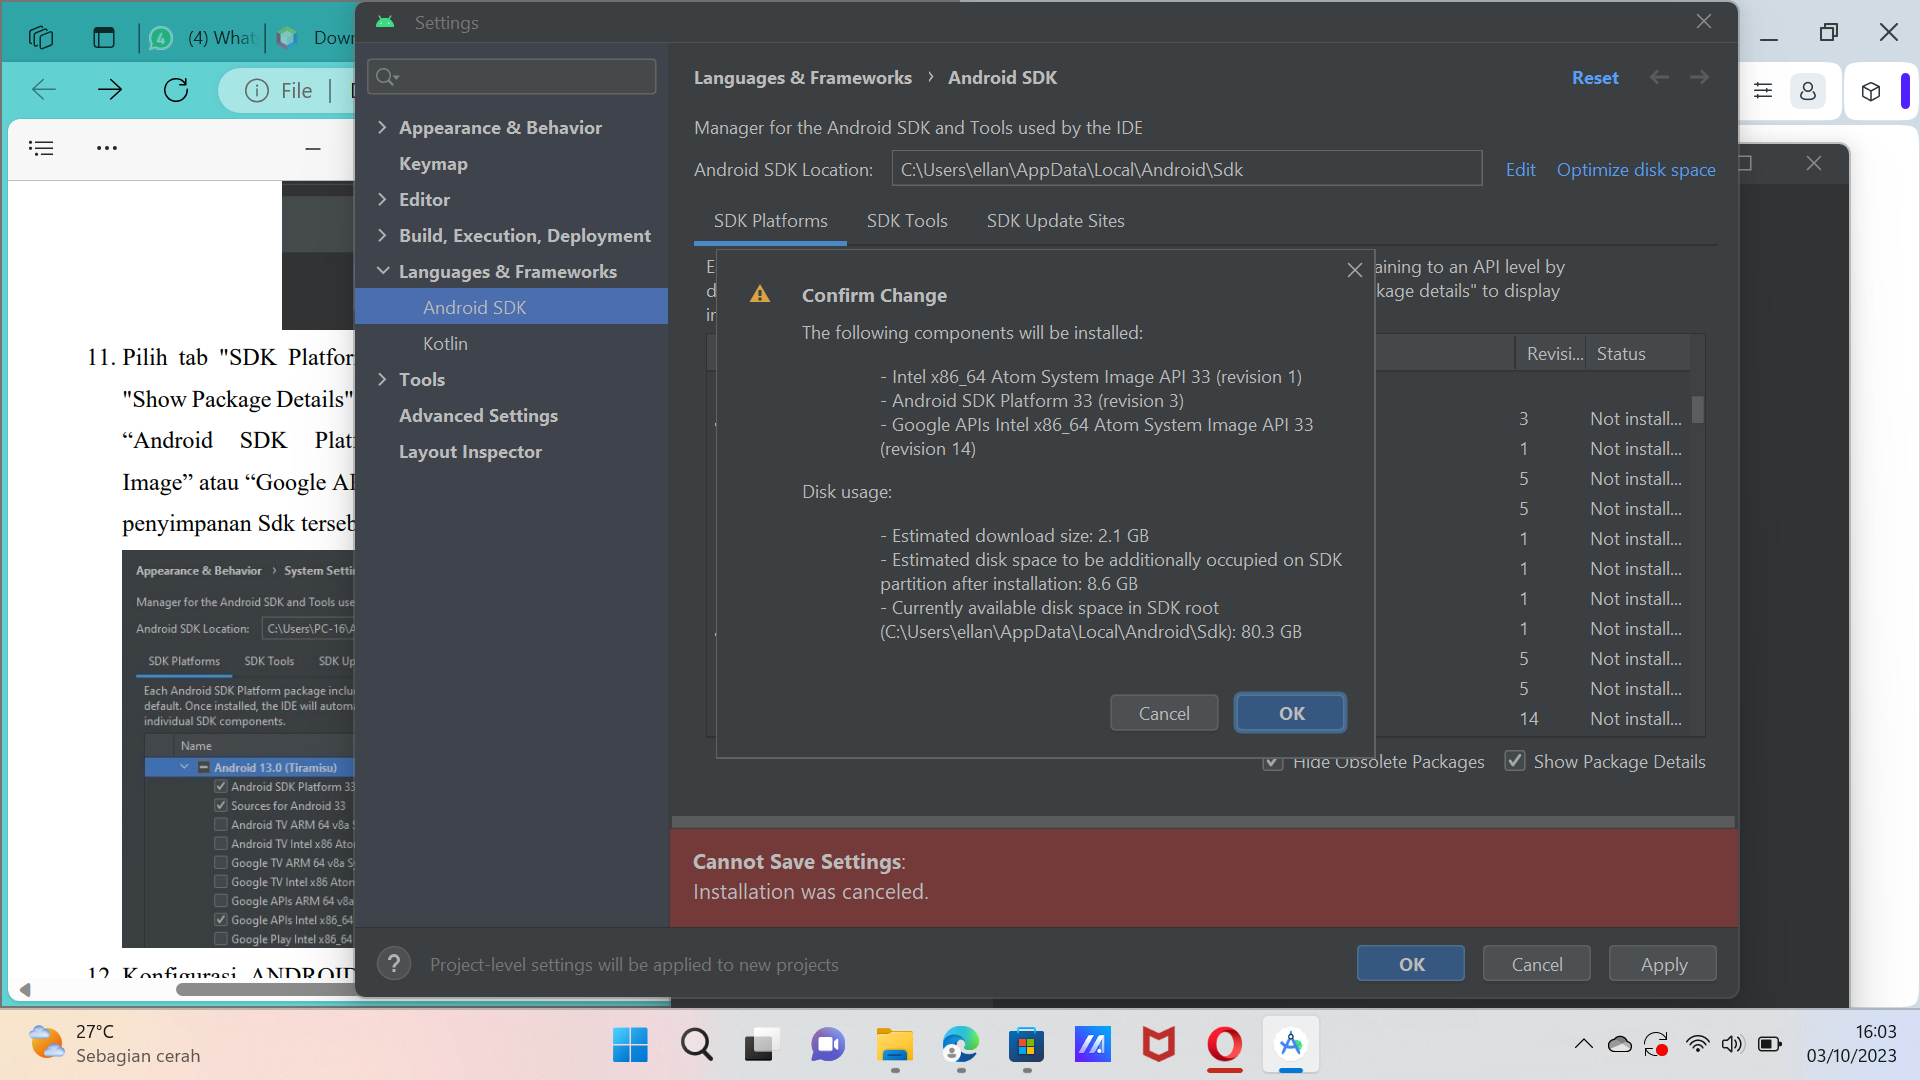 (4) What
Dow
Settings
File
Languages & Frameworks › Android SDK
Reset
Manager for the Android SDK and Tools used by the IDE
Android SDK Location:
C:\Users\ellan\AppData\Local\Android\Sdk
Edit
Optimize disk space
SDK Platforms
SDK Tools
SDK Update Sites
Appearance & Behavior
Keymap
Editor
Build, Execution, Deployment
Languages & Frameworks
Android SDK
Kotlin
Tools
Advanced Settings
Layout Inspector
aining to an API level by
kage details" to display
Revisi...
Status
3 Not install...
1 Not install...
5 Not install...
5 Not install...
1 Not install...
1 Not install...
1 Not install...
1 Not install...
5 Not install...
5 Not install...
14 Not install...
Confirm Change
The following components will be installed:
- Intel x86_64 Atom System Image API 33 (revision 1)
- Android SDK Platform 33 (revision 3)
- Google APIs Intel x86_64 Atom System Image API 33
(revision 14)
Disk usage:
- Estimated download size: 2.1 GB
- Estimated disk space to be additionally occupied on SDK
partition after installation: 8.6 GB
- Currently available disk space in SDK root
(C:\Users\ellan\AppData\Local\Android\Sdk): 80.3 GB
Cancel
OK
Hide Obsolete Packages
Show Package Details
Cannot Save Settings:
Installation was canceled.
? Project-level settings will be applied to new projects
OK
Cancel
Apply
11. Pilih tab "SDK Platfor
"Show Package Details"
“Android SDK Plat
Image” atau “Google AP
penyimpanan Sdk terseb
Appearance & Behavior › System Setti
Manager for the Android SDK and Tools use
Android SDK Location: C:\Users\PC-16\A
SDK Platforms SDK Tools SDK Up
Each Android SDK Platform package inclu
default. Once installed, the IDE will autom
individual SDK components.
Name
Android 13.0 (Tiramisu)
Android SDK Platform 33
Sources for Android 33
Android TV ARM 64 v8a
Android TV Intel x86 Ato
Google TV ARM 64 v8a S
Google TV Intel x86 Aton
Google APIs ARM 64 v8a
Google APIs Intel x86_64
Google Play Intel x86_64
12. Konfigurasi ANDROID
27°C
Sebagian cerah
16:03
03/10/2023